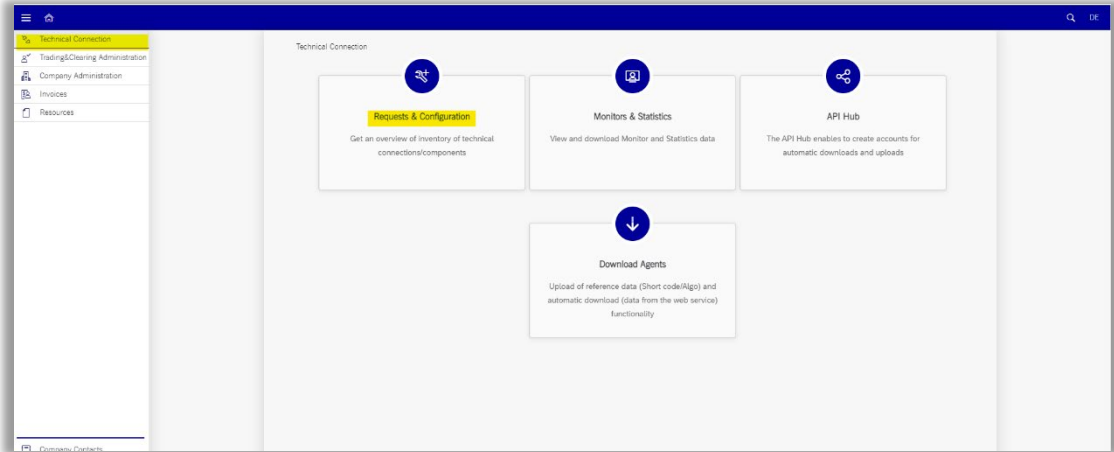 DE
Technical Connection
Trading&Clearing Administration
Company Administration
Invoices
Resources
Company Contacts
Technical Connection
Requests & Configuration
Get an overview of inventory of technical
connections/components
Monitors & Statistics
View and download Monitor and Statistics data
API Hub
The API Hub enables to create accounts for
automatic downloads and uploads
Download Agents
Upload of reference data (Short code/Algo) and
automatic download (data from the web service)
functionality